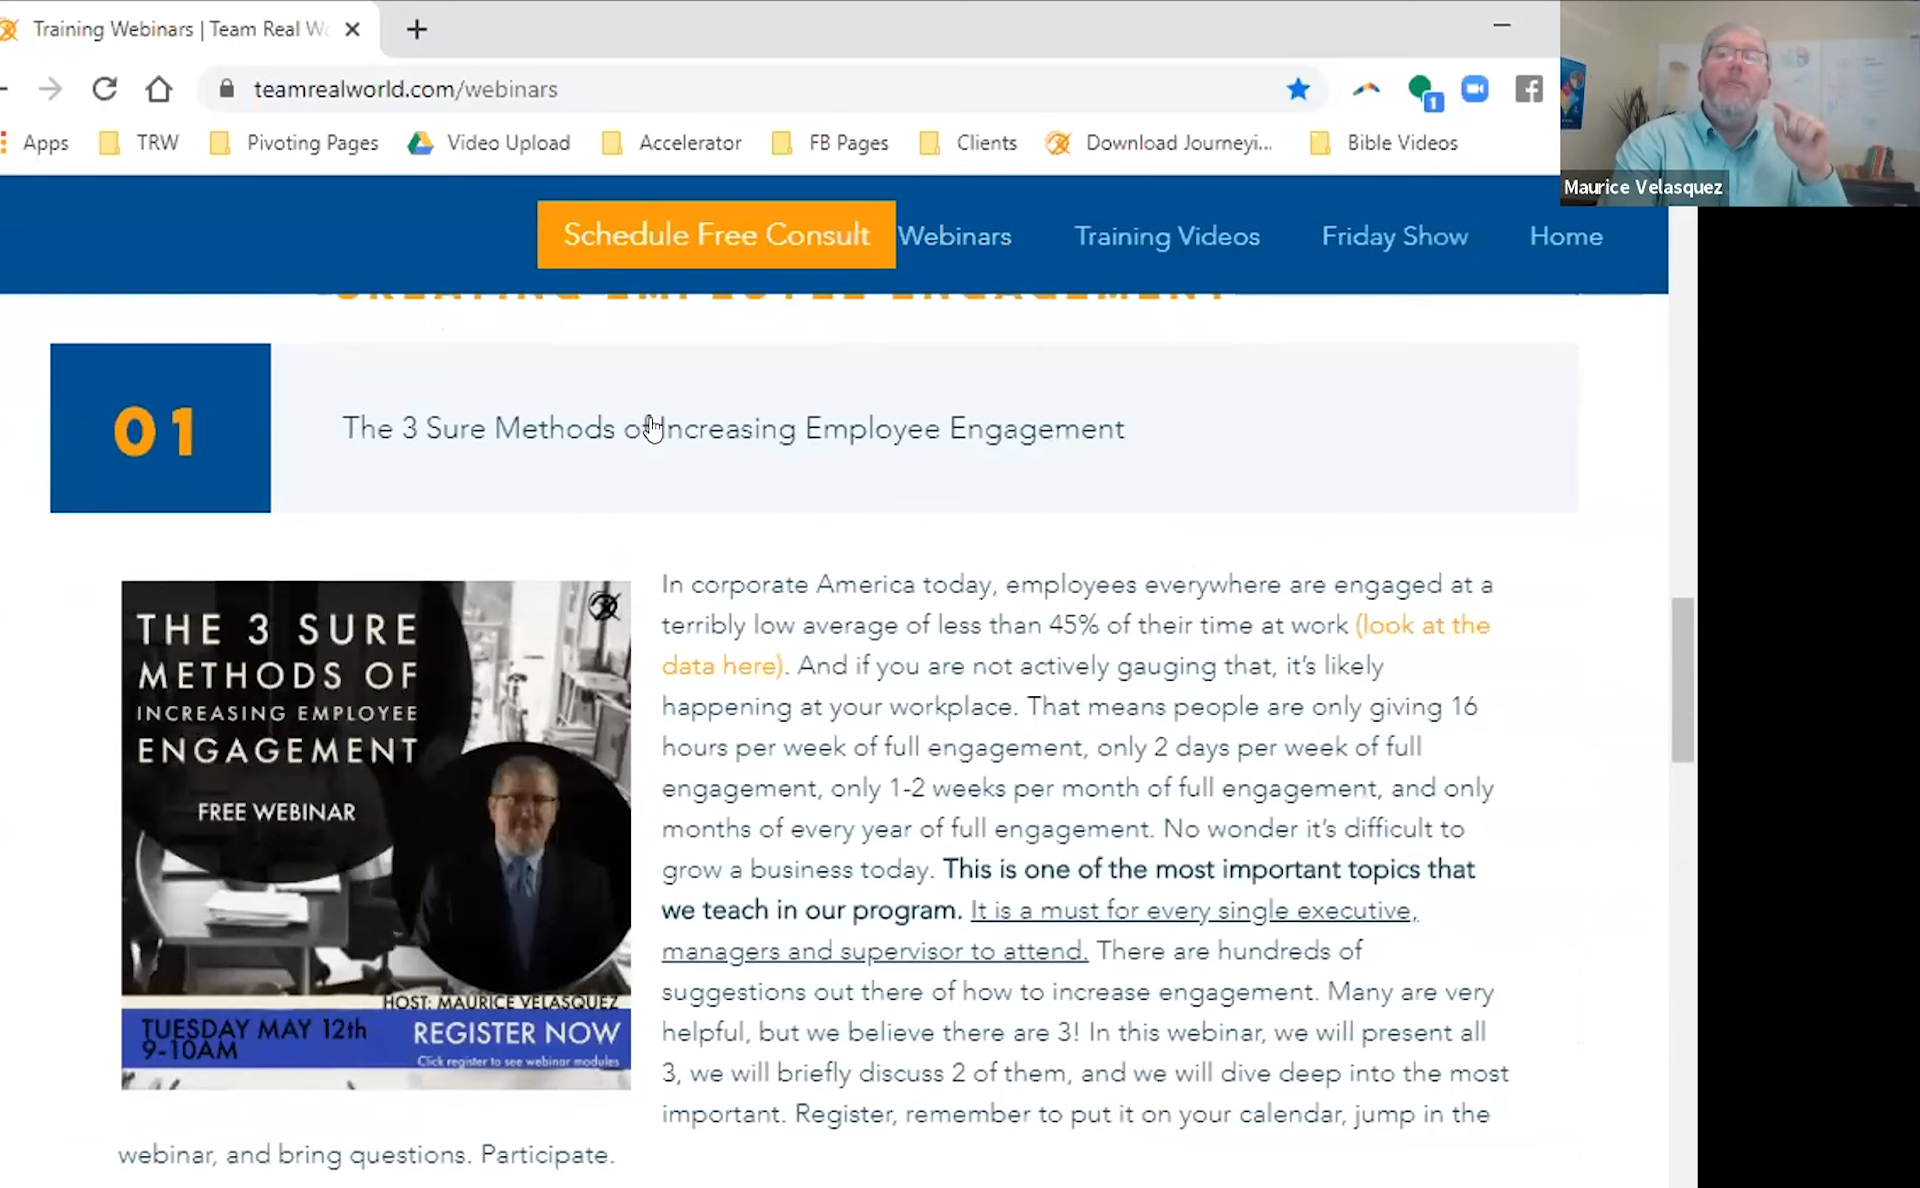 Training Webinars | Team Real Wo
teamrealworld.com/webinars
1
Apps TRW Pivoting Pages Video Upload Accelerator FB Pages Clients Download Journeyi... Bible Videos
Maurice Velasquez
Schedule Free Consult Webinars Training Videos Friday Show Home
CREATING EMPLOYEE ENGAGEMENT
01
The 3 Sure Methods of Increasing Employee Engagement
THE 3 SURE
METHODS OF
INCREASING EMPLOYEE
ENGAGEMENT
FREE WEBINAR
HOST: MAURICE VELASQUEZ
TUESDAY MAY 12th
9-10AM
REGISTER NOW
Click register to see webinar modules
In corporate America today, employees everywhere are engaged at a
terribly low average of less than 45% of their time at work (look at the
data here). And if you are not actively gauging that, it's likely
happening at your workplace. That means people are only giving 16
hours per week of full engagement, only 2 days per week of full
engagement, only 1-2 weeks per month of full engagement, and only
months of every year of full engagement. No wonder it's difficult to
grow a business today. This is one of the most important topics that
we teach in our program. It is a must for every single executive,
managers and supervisor to attend. There are hundreds of
suggestions out there of how to increase engagement. Many are very
helpful, but we believe there are 3! In this webinar, we will present all
3, we will briefly discuss 2 of them, and we will dive deep into the most
important. Register, remember to put it on your calendar, jump in the
webinar, and bring questions. Participate.